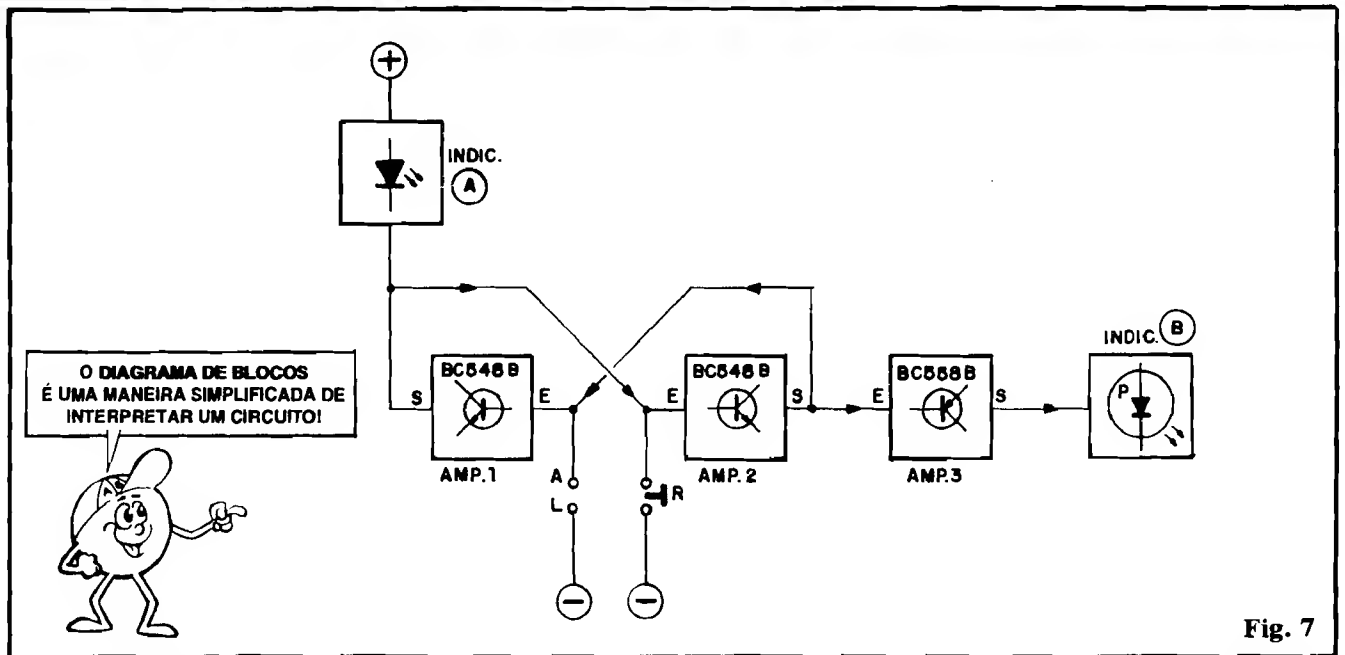 +
INDIC.
A
O DIAGRAMA DE BLOCOS
É UMA MANEIRA SIMPLIFICADA DE
INTERPRETAR UM CIRCUITO!
S
BC548B
E
AMP.1
A
L
R
E
BC548B
S
AMP.2
E
BC558B
S
AMP.3
INDIC. B
P
−
−
Fig. 7